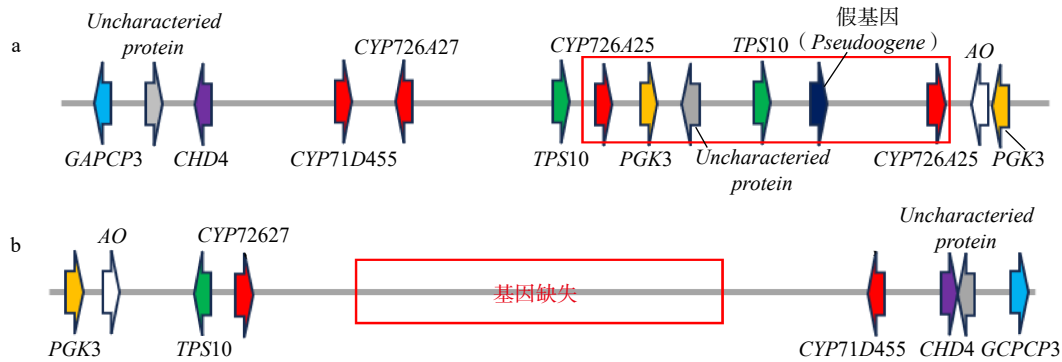 a
Uncharacteried
protein
CYP726A27
CYP726A25
TPS10
假基因
（Pseudoogene）
AO
GAPCP3
CHD4
CYP71D455
TPS10
PGK3
Uncharacteried
protein
CYP726A25
PGK3
b
AO
CYP72627
Uncharacteried
protein
基因缺失
PGK3
TPS10
CYP71D455
CHD4
GCPCP3